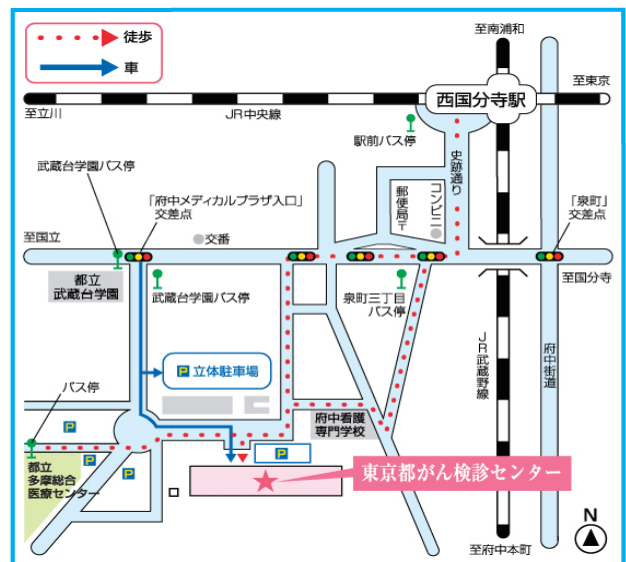 徒歩
車
至南浦和
至東京
西国分寺駅
至立川
JR中央線
駅前バス停
武蔵台学園バス停
史跡通り
コンビニ
郵便局〒
「府中メディカルプラザ入口」
交差点
「泉町」
交差点
至国立
交番
至国分寺
都立
武蔵台学園
武蔵台学園バス停
泉町三丁目
バス停
JR武蔵野線
府中街道
P 立体駐車場
バス停
府中看護
専門学校
P
P
P
P
都立
多摩総合
医療センター
東京都がん検診センター
N
至府中本町